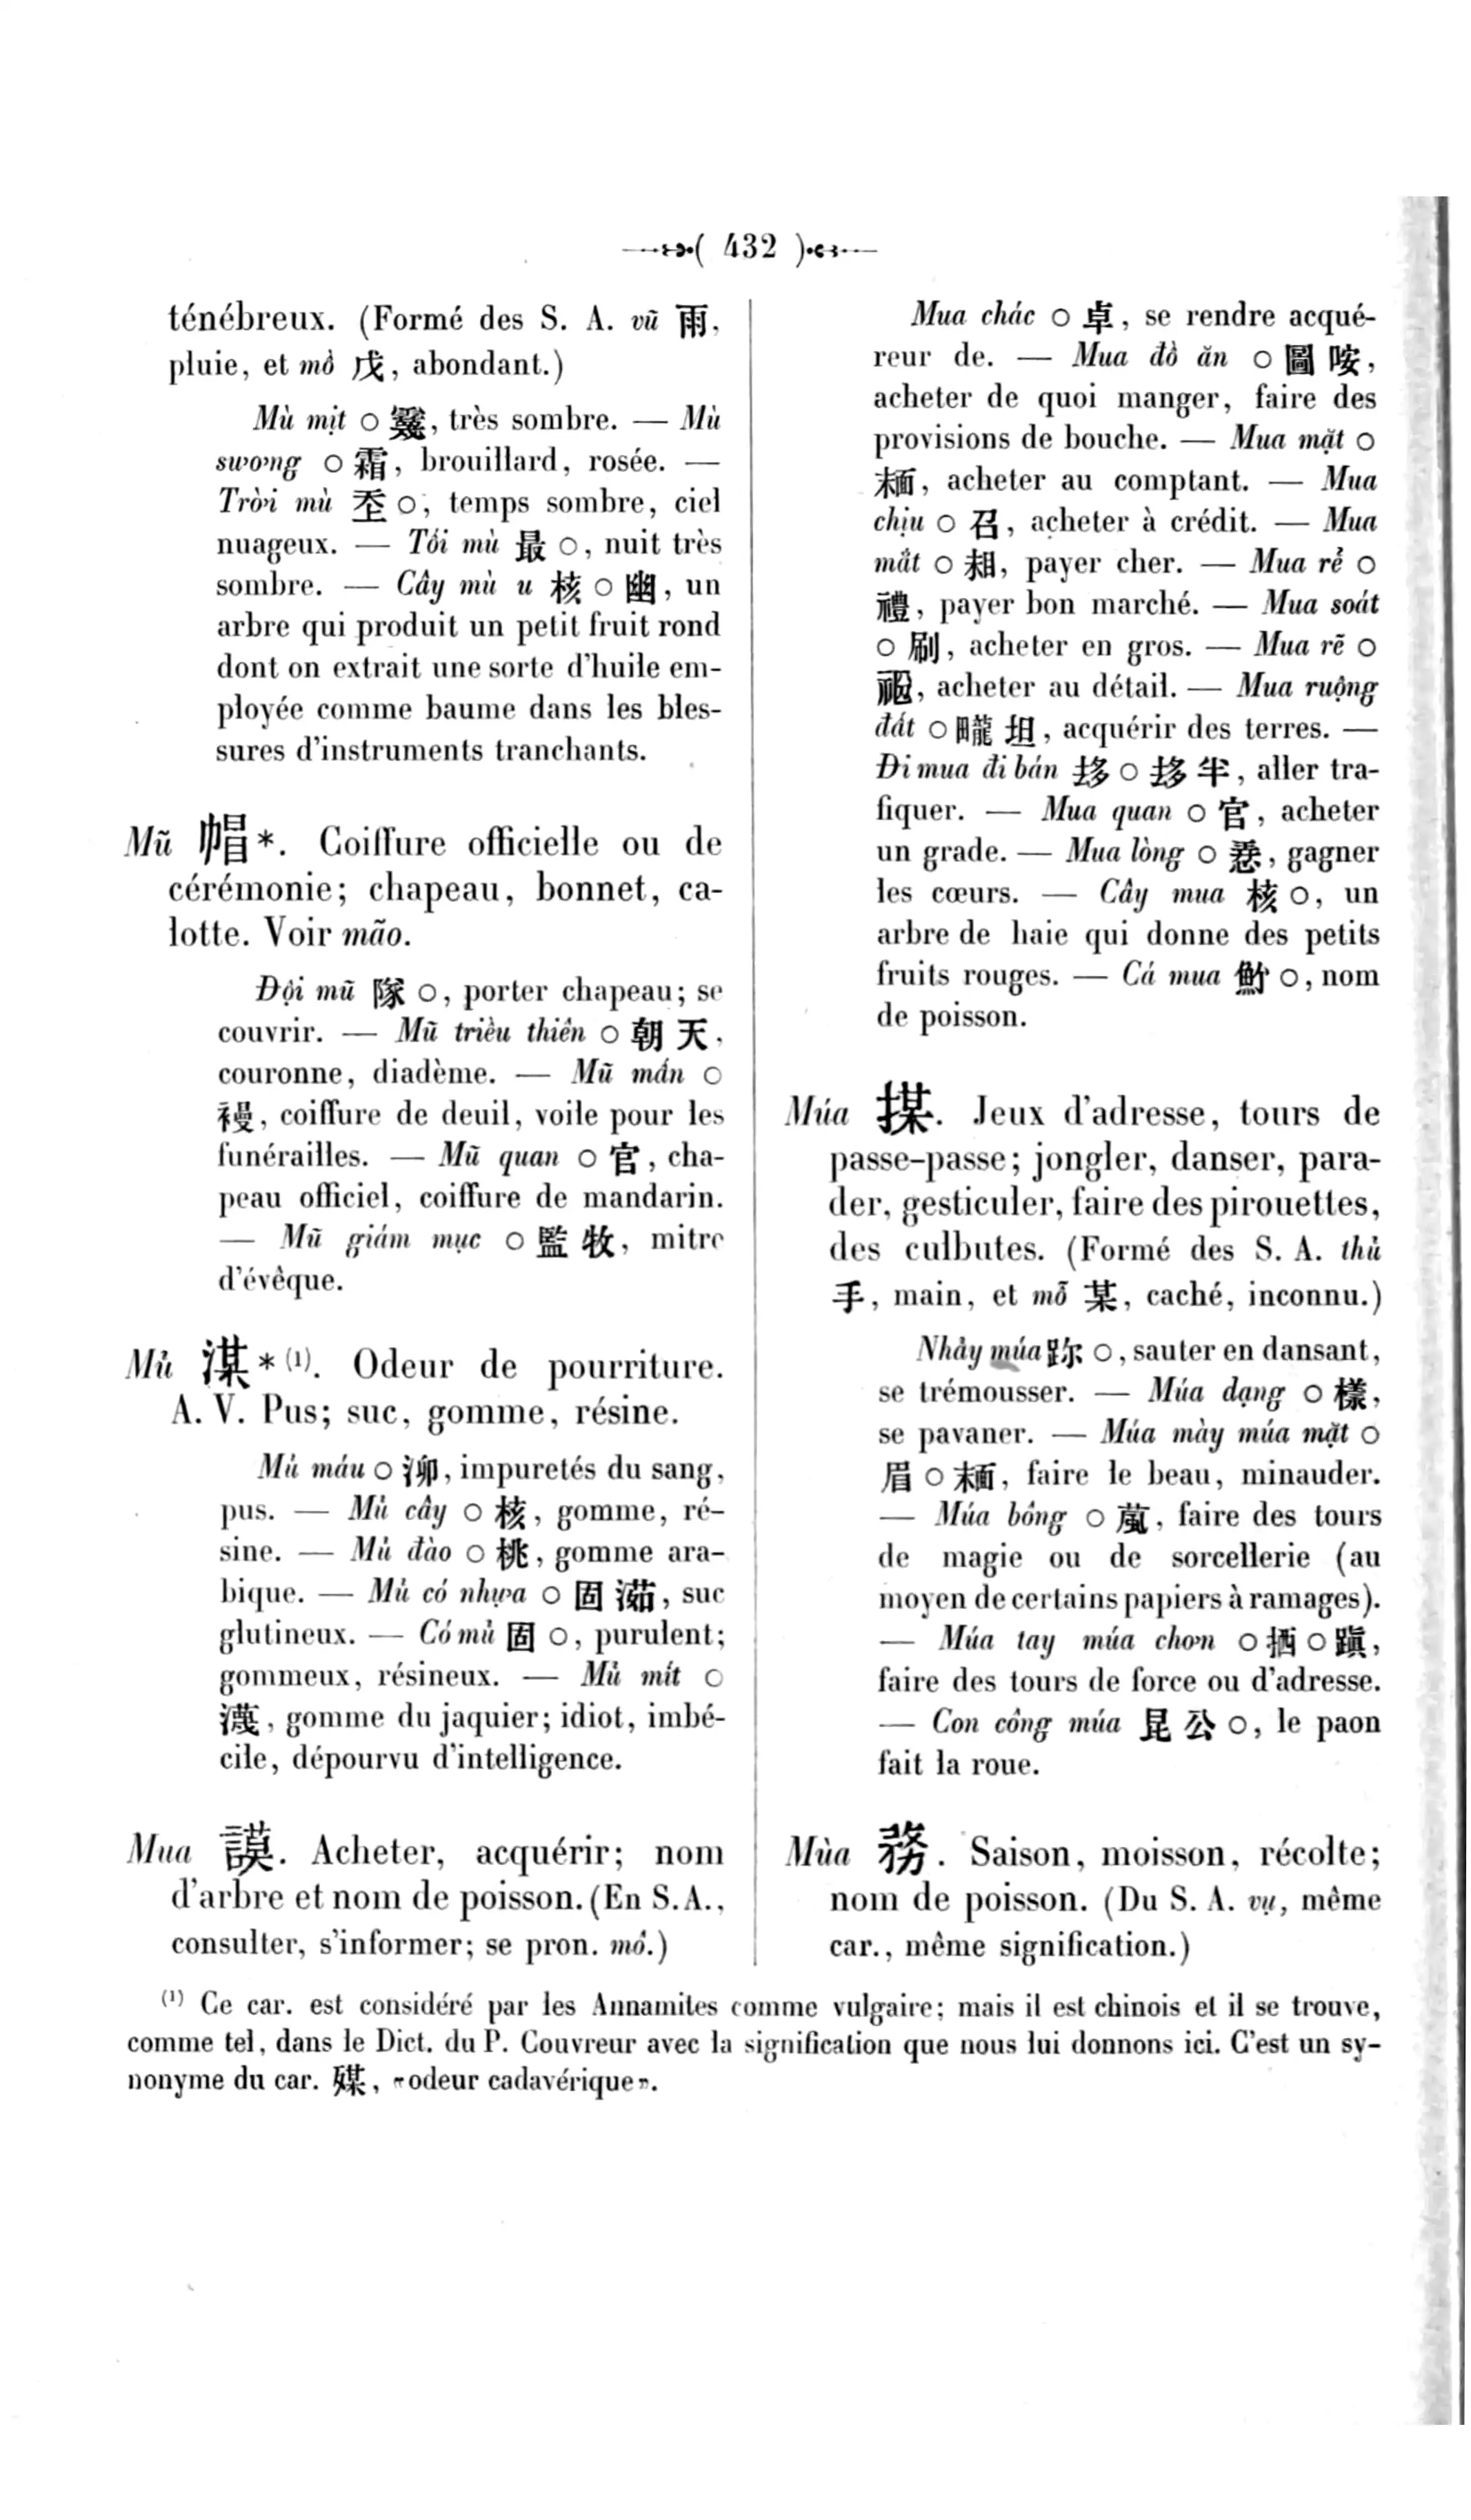 ( 432 )
ténébreux. (Formé des S. A. vũ 雨,
pluie, et mồ 戊, abondant.)
Mù mịt ○, très sombre. — Mù
sương ○ 霜, brouillard, rosée. —
Trời mù ○, temps sombre, ciel
nuageux. — Tối mù 最 ○, nuit très
sombre. — Cây mù u 核 ○ 幽, un
arbre qui produit un petit fruit rond
dont on extrait une sorte d'huile em-
ployée comme baume dans les bles-
sures d'instruments tranchants.
Mũ 帽*. Coiffure officielle ou de
cérémonie; chapeau, bonnet, ca-
lotte. Voir mão.
Đội mũ 隊 ○, porter chapeau; se
couvrir. — Mũ triều thiên ○ 朝 天,
couronne, diadème. — Mũ mấn ○
, coiffure de deuil, voile pour les
funérailles. — Mũ quan ○ 官, cha-
peau officiel, coiffure de mandarin.
— Mũ giám mục ○ 監 牧, mitre
d'évêque.
Mủ 湈*(1). Odeur de pourriture.
A. V. Pus; suc, gomme, résine.
Mủ máu ○ 泖, impuretés du sang,
pus. — Mủ cây ○ 核, gomme, ré-
sine. — Mủ đào ○ 桃, gomme ara-
bique. — Mủ có nhựa ○ 固, suc
glutineux. — Có mủ 固 ○, purulent;
gommeux, résineux. — Mủ mít ○
, gomme du jaquier; idiot, imbé-
cile, dépourvu d'intelligence.
Mua 謨. Acheter, acquérir; nom
d'arbre et nom de poisson. (En S. A.,
consulter, s'informer; se pron. mô.)
Mua chác ○ 卓, se rendre acqué-
reur de. — Mua đồ ăn ○ 圖 咹,
acheter de quoi manger, faire des
provisions de bouche. — Mua mặt ○
, acheter au comptant. — Mua
chịu ○ 召, acheter à crédit. — Mua
mắt ○, payer cher. — Mua rẻ ○
, payer bon marché. — Mua soát
○ 刷, acheter en gros. — Mua rẽ ○
, acheter au détail. — Mua ruộng
đất ○ 坦, acquérir des terres. —
Đi mua đi bán ○ 半, aller tra-
fiquer. — Mua quan ○ 官, acheter
un grade. — Mua lòng ○, gagner
les cœurs. — Cây mua 核 ○, un
arbre de haie qui donne des petits
fruits rouges. — Cá mua ○, nom
de poisson.
Múa 㨡. Jeux d'adresse, tours de
passe-passe; jongler, danser, para-
der, gesticuler, faire des pirouettes,
des culbutes. (Formé des S. A. thủ
手, main, et mỗ 某, caché, inconnu.)
Nhảy múa ○, sauter en dansant,
se trémousser. — Múa dạng ○ 樣,
se pavaner. — Múa mày múa mặt ○
眉 ○, faire le beau, minauder.
— Múa bông ○, faire des tours
de magie ou de sorcellerie (au
moyen de certains papiers à ramages).
— Múa tay múa chơn ○ ○,
faire des tours de force ou d'adresse.
— Con công múa 昆 公 ○, le paon
fait la roue.
Mùa 務. Saison, moisson, récolte;
nom de poisson. (Du S. A. vụ, même
car., même signification.)
(1) Ce car. est considéré par les Annamites comme vulgaire; mais il est chinois et il se trouve,
comme tel, dans le Dict. du P. Couvreur avec la signification que nous lui donnons ici. C'est un sy-
nonyme du car., «odeur cadavérique».